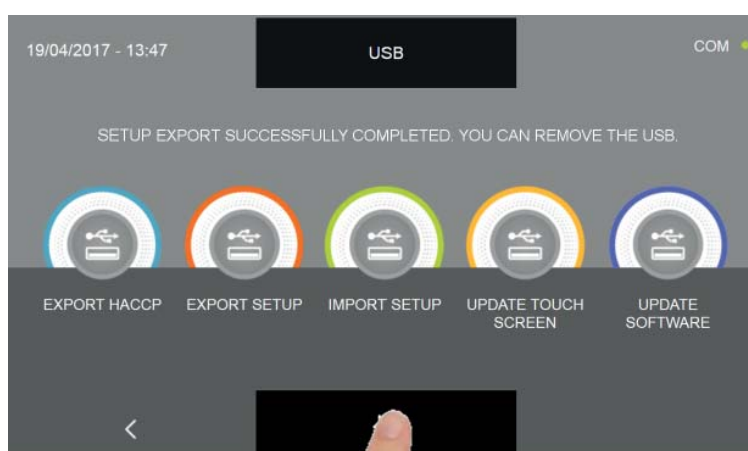 19/04/2017 - 13:47
USB
COM
SETUP EXPORT SUCCESSFULLY COMPLETED. YOU CAN REMOVE THE USB.
EXPORT HACCP
EXPORT SETUP
IMPORT SETUP
UPDATE TOUCH
SCREEN
UPDATE
SOFTWARE